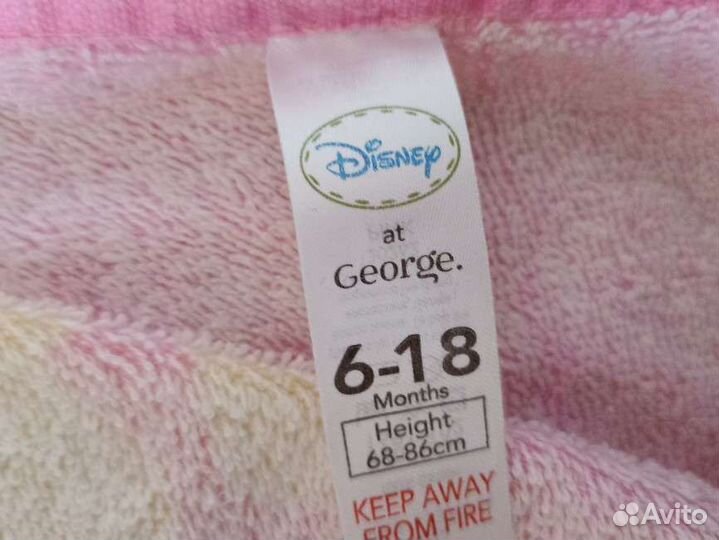 Disney
at
George.
6-18
Months
Height
68-86cm
KEEP AWAY
FROM FIRE
Avito